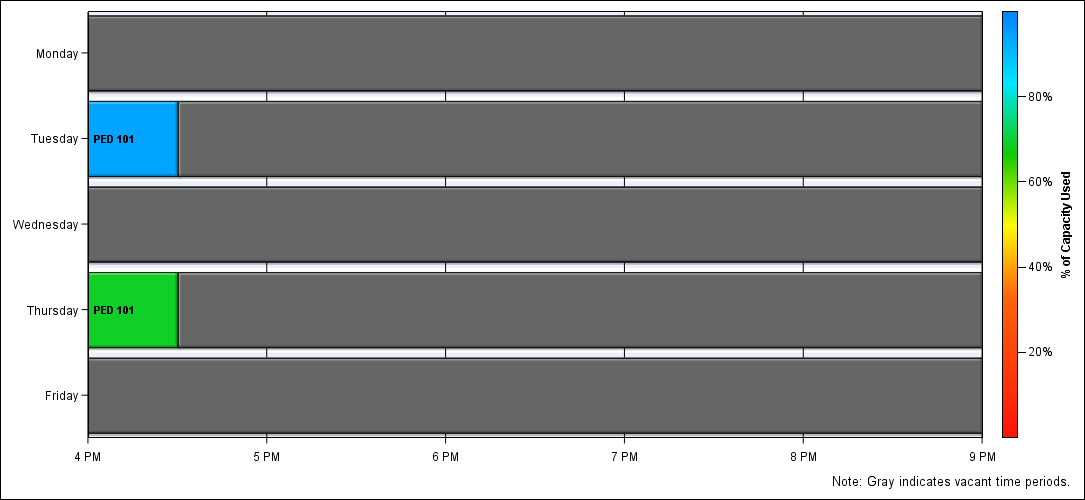 Monday
Tuesday
PED 101
Wednesday
Thursday
PED 101
Friday
4 PM
5 PM
6 PM
7 PM
8 PM
9 PM
80%
60%
40%
20%
% of Capacity Used
Note: Gray indicates vacant time periods.